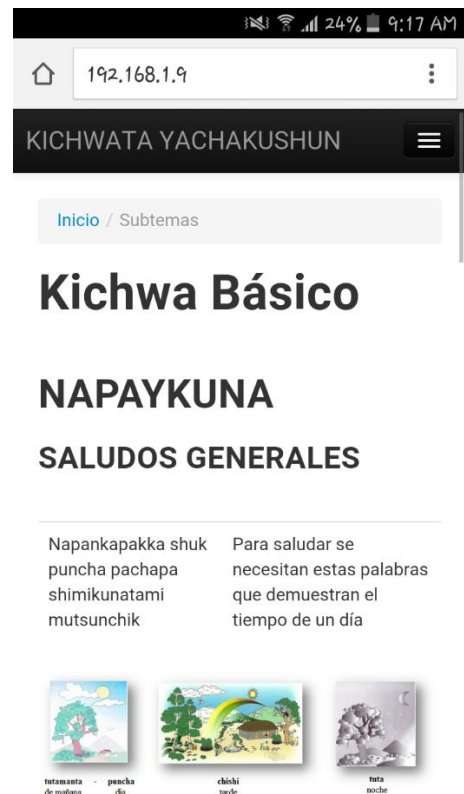 24% 9:17 AM
192.168.1.9
KICHWATA YACHAKUSHUN
Inicio / Subtemas
Kichwa Básico
NAPAYKUNA
SALUDOS GENERALES
Napankapakka shuk
puncha pachapa
shimikunatami
mutsunchik
Para saludar se
necesitan estas palabras
que demuestran el
tiempo de un día
tutamanta - puncha
de mañana día
chishi
tarde
tuta
noche